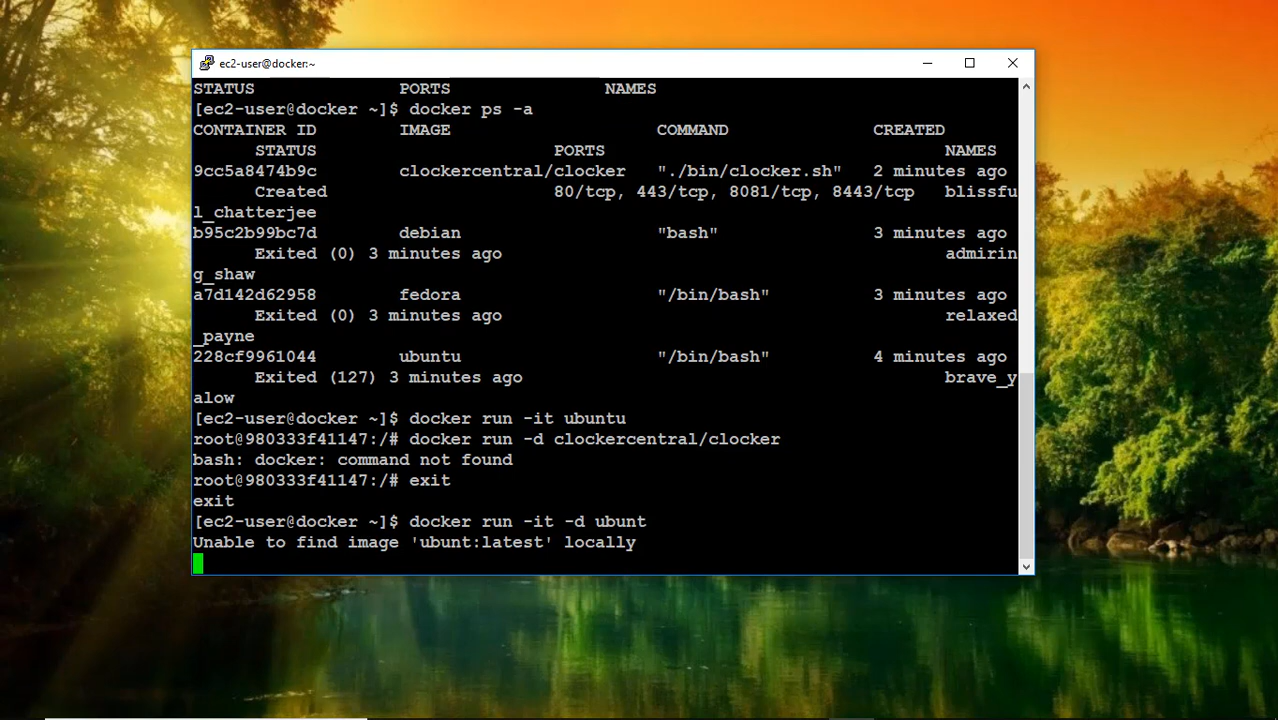 ec2-user@docker:~
STATUS PORTS NAMES
[ec2-user@docker ~]$ docker ps -a
CONTAINER ID IMAGE COMMAND CREATED
STATUS PORTS NAMES
9cc5a8474b9c clockercentral/clocker "./bin/clocker.sh" 2 minutes ago
Created 80/tcp, 443/tcp, 8081/tcp, 8443/tcp blissfu
l_chatterjee
b95c2b99bc7d debian "bash" 3 minutes ago
Exited (0) 3 minutes ago admirin
g_shaw
a7d142d62958 fedora "/bin/bash" 3 minutes ago
Exited (0) 3 minutes ago relaxed
_payne
228cf9961044 ubuntu "/bin/bash" 4 minutes ago
Exited (127) 3 minutes ago brave_y
alow
[ec2-user@docker ~]$ docker run -it ubuntu
root@980333f41147:/# docker run -d clockercentral/clocker
bash: docker: command not found
root@980333f41147:/# exit
exit
[ec2-user@docker ~]$ docker run -it -d ubunt
Unable to find image 'ubunt:latest' locally